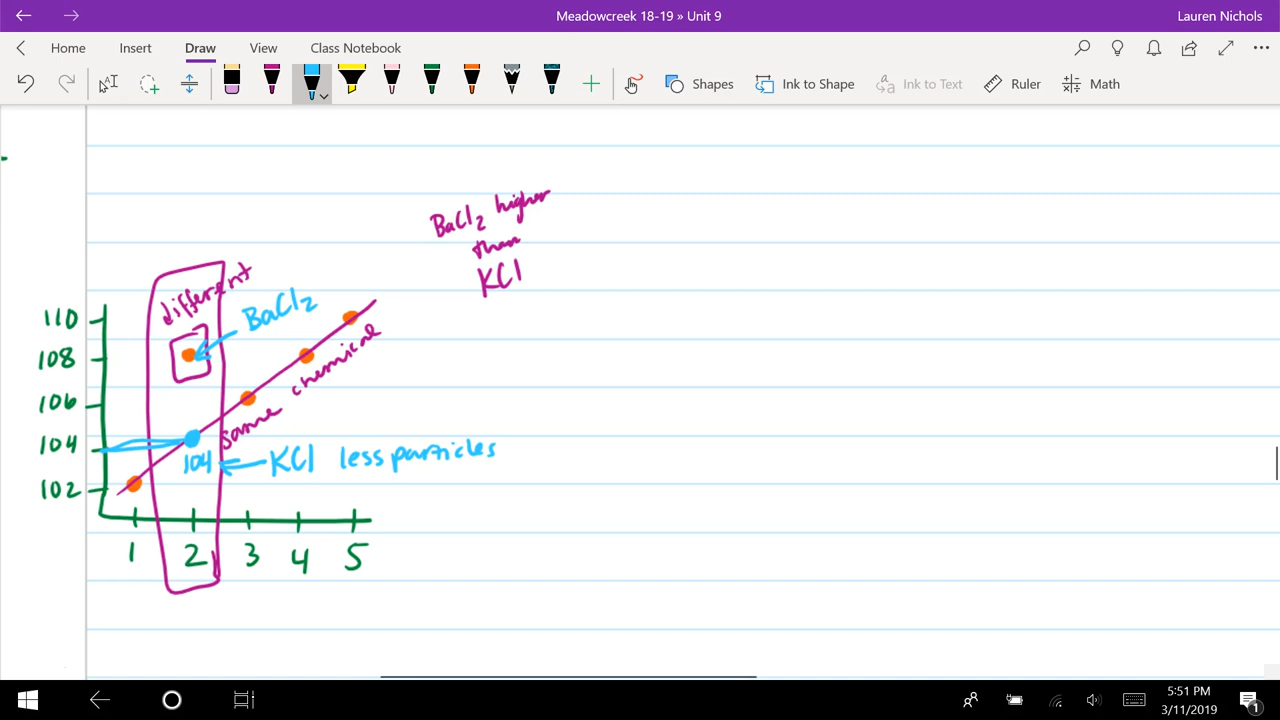 Meadowcreek 18-19 » Unit 9
Lauren Nichols
Home
Insert
Draw
View
Class Notebook
Shapes
Ink to Shape
Ink to Text
Ruler
Math
BaCl2 higher
than
KCl
different
BaCl2
same chemical
110
108
106
104
102
104
KCl less particles
1 2 3 4 5
5:51 PM
3/11/2019
1